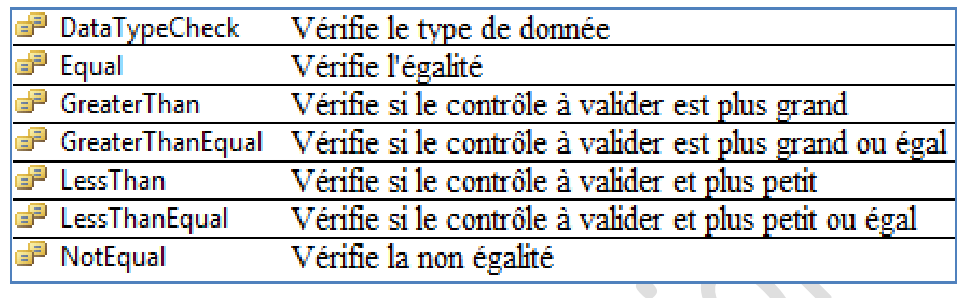 DataTypeCheck Vérifie le type de donnée
Equal Vérifie l'égalité
GreaterThan Vérifie si le contrôle à valider est plus grand
GreaterThanEqual Vérifie si le contrôle à valider est plus grand ou égal
LessThan Vérifie si le contrôle à valider et plus petit
LessThanEqual Vérifie si le contrôle à valider et plus petit ou égal
NotEqual Vérifie la non égalité